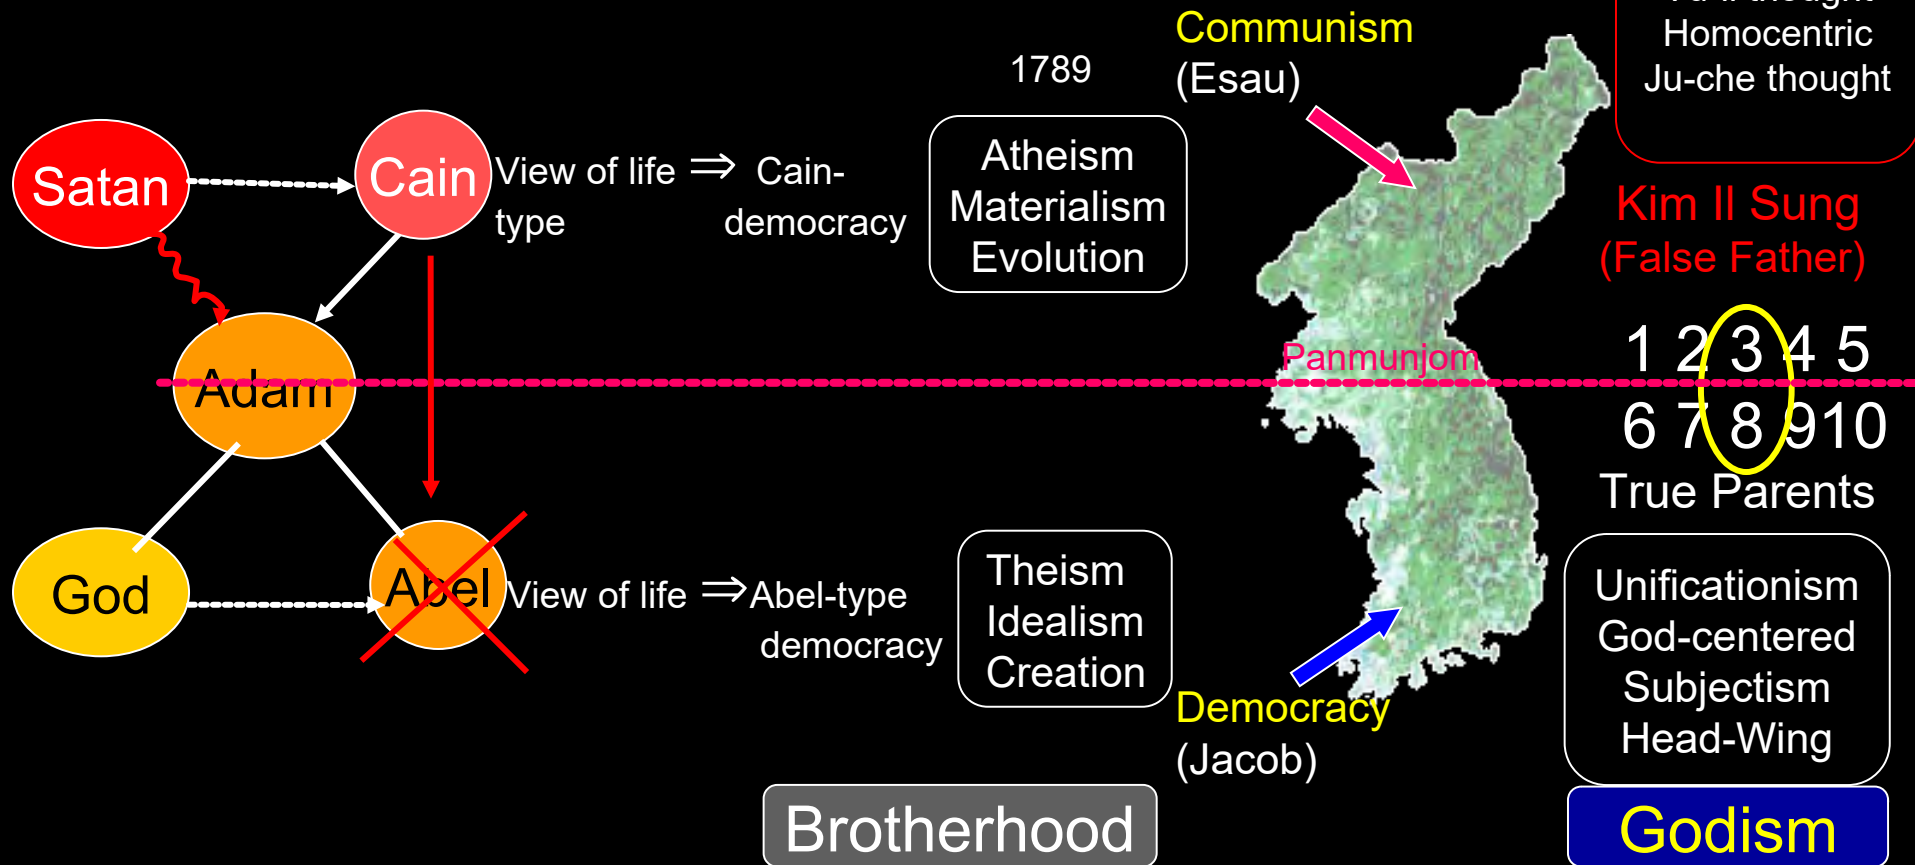 thought
Homocentric
Ju-che thought
Communism
(Esau)
1789
Satan
Cain
View of life ⇒ Cain-
type democracy
Atheism
Materialism
Evolution
Kim Il Sung
(False Father)
Adam
Panmunjom
1 2 3 4 5
6 7 8 910
True Parents
God
Abel
View of life ⇒Abel-type
democracy
Theism
Idealism
Creation
Unificationism
God-centered
Subjectism
Head-Wing
Democracy
(Jacob)
Brotherhood
Godism